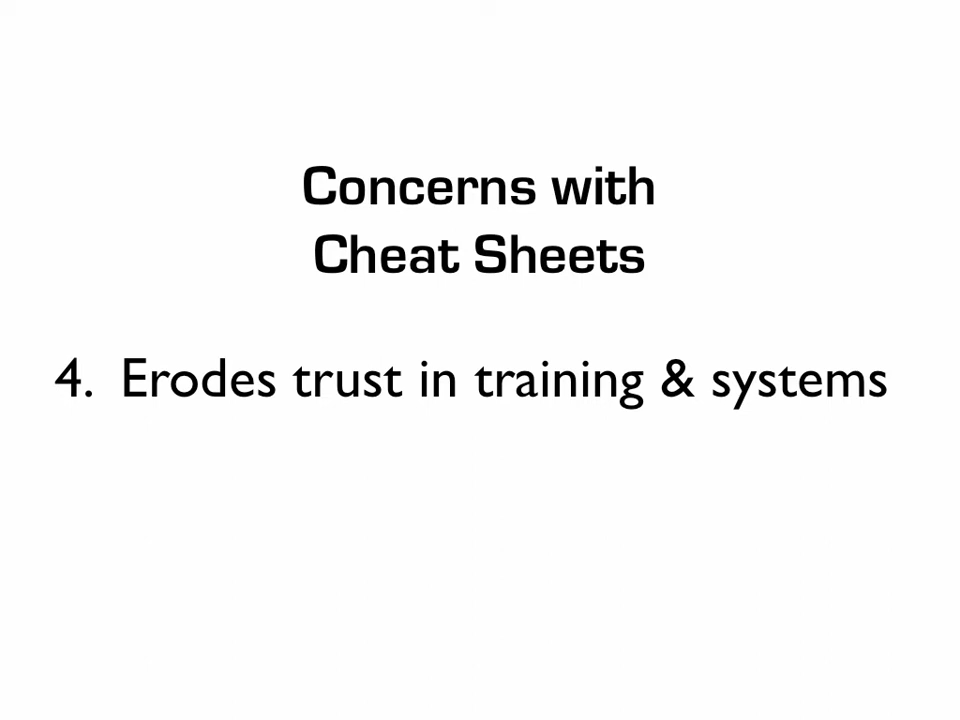 Concerns with
Cheat Sheets
4. Erodes trust in training & systems